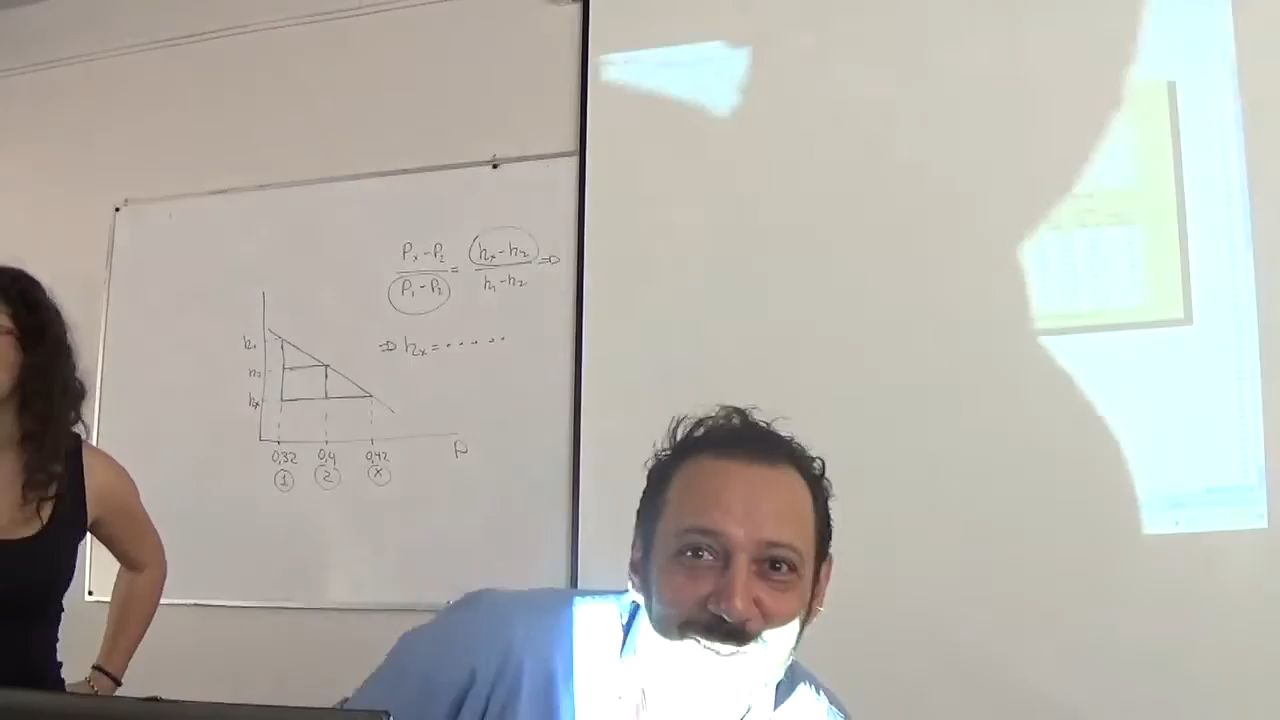 Pₓ-P₂ / P₁-P₂ = hₓ-h₂ / h₁-h₂ ⇒
⇒ hₓ = ......
h₁
h₂
hₓ
0,32 0,4 0,42 P
1 2 x